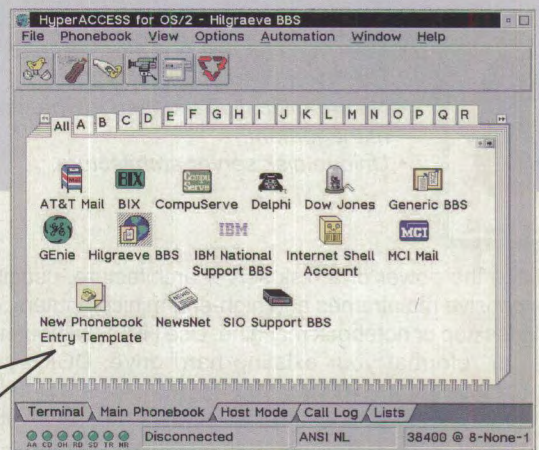 HyperACCESS for OS/2 - Hilgraeve BBS
File Phonebook View Options Automation Window Help
All A B C D E F G H I J K L M N O P Q R
BIX Compu Serve
AT&T Mail BIX CompuServe Delphi Dow Jones Generic BBS
IBM MCI
GEnie Hilgraeve BBS IBM National Support BBS Internet Shell Account MCI Mail
NEWS
New Phonebook Entry Template NewsNet SIO Support BBS
Terminal Main Phonebook Host Mode Call Log Lists
AA CD OH RD SD TR MR
Disconnected ANSI NL 38400 @ 8-None-1